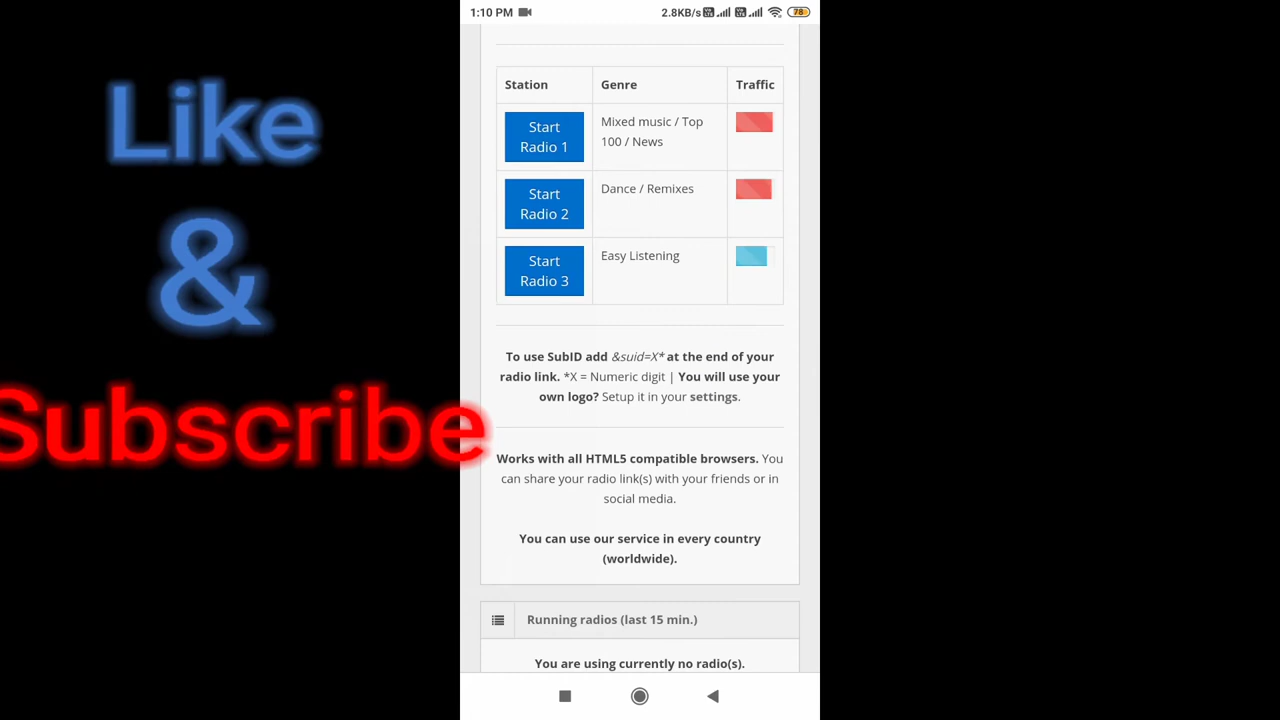 1:10 PM 2.8KB/s 78
Like
&
Subscribe
Station Genre Traffic
Start
Radio 1
Mixed music / Top
100 / News
Start
Radio 2
Dance / Remixes
Start
Radio 3
Easy Listening
To use SubID add &suid=X* at the end of your
radio link. *X = Numeric digit | You will use your
own logo? Setup it in your settings.
Works with all HTML5 compatible browsers. You
can share your radio link(s) with your friends or in
social media.
You can use our service in every country
(worldwide).
Running radios (last 15 min.)
You are using currently no radio(s).